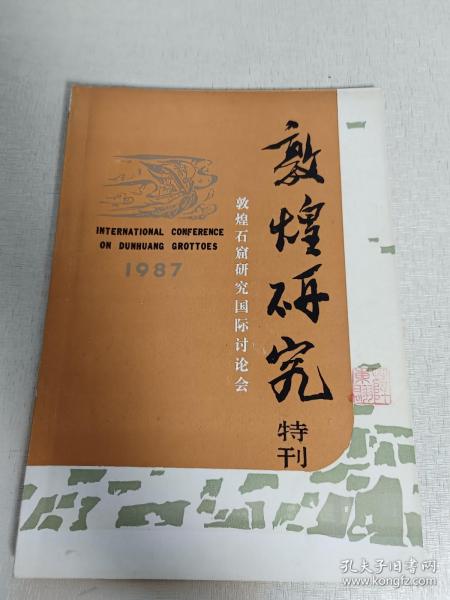 INTERNATIONAL CONFERENCE
ON DUNHUANG GROTTOES
1987
敦煌石窟研究国际讨论会
敦煌研究
特刊
孔夫子旧书网
www.kongfz.com